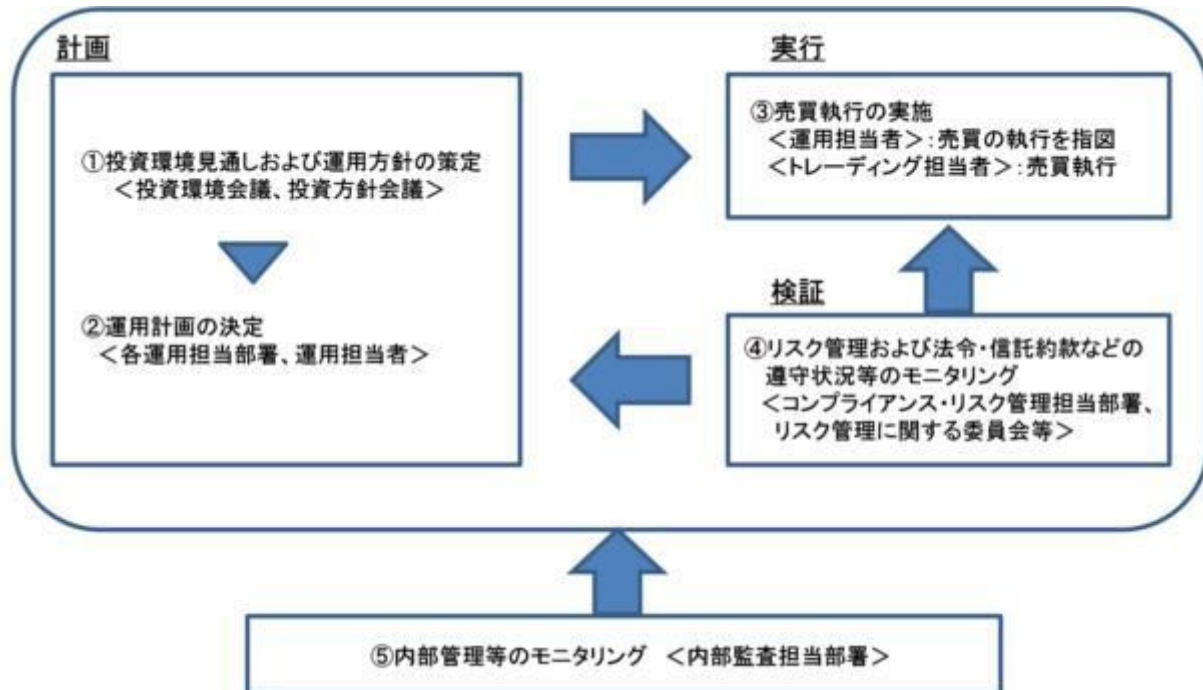 計画
①投資環境見通しおよび運用方針の策定
＜投資環境会議、投資方針会議＞
②運用計画の決定
＜各運用担当部署、運用担当者＞
実行
③売買執行の実施
＜運用担当者＞：売買の執行を指図
＜トレーディング担当者＞：売買執行
検証
④リスク管理および法令・信託約款などの
遵守状況等のモニタリング
＜コンプライアンス・リスク管理担当部署、
リスク管理に関する委員会等＞
⑤内部管理等のモニタリング ＜内部監査担当部署＞